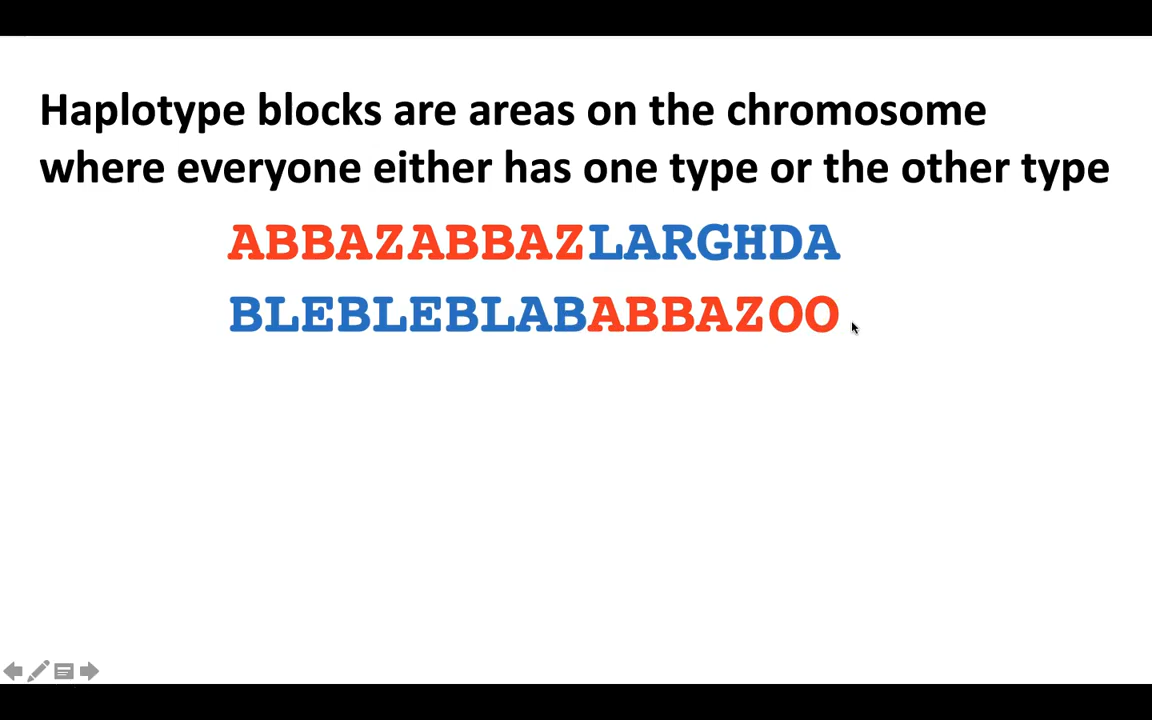 Haplotype blocks are areas on the chromosome
where everyone either has one type or the other type
ABBAZABBAZLARGHDA
BLEBLEBLABABBAZOO